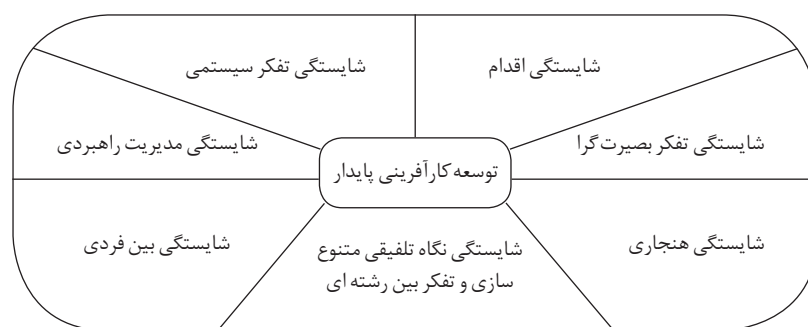 شایستگی اقدام
شایستگی تفکر سیستمی
شایستگی تفکر بصیرت‌گرا
شایستگی مدیریت راهبردی
توسعه کارآفرینی پایدار
شایستگی هنجاری
شایستگی نگاه تلفیقی متنوع
سازی و تفکر بین رشته ای
شایستگی بین فردی